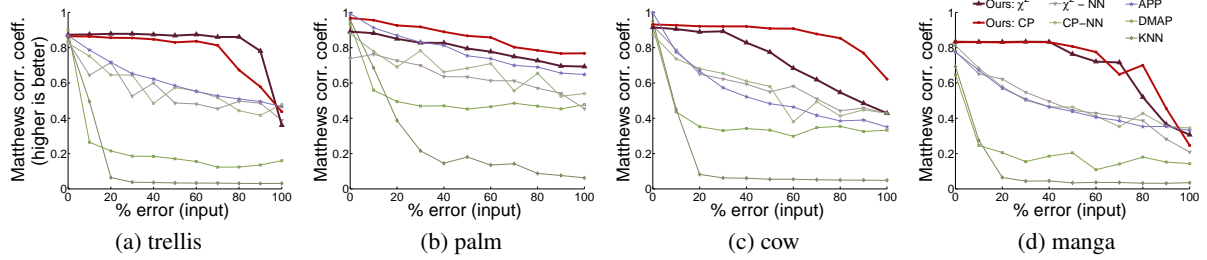 Ours: χ²
χ² − NN
APP
Ours: CP
CP−NN
DMAP
KNN
Matthews corr. coeff.
(higher is better)
1
0.8
0.6
0.4
0.2
0
0 20 40 60 80 100
% error (input)
(a) trellis
Matthews corr. coeff.
1
0.8
0.6
0.4
0.2
0
0 20 40 60 80 100
% error (input)
(b) palm
Matthews corr. coeff.
1
0.8
0.6
0.4
0.2
0
0 20 40 60 80 100
% error (input)
(c) cow
Matthews corr. coeff.
1
0.8
0.6
0.4
0.2
0
0 20 40 60 80 100
% error (input)
(d) manga